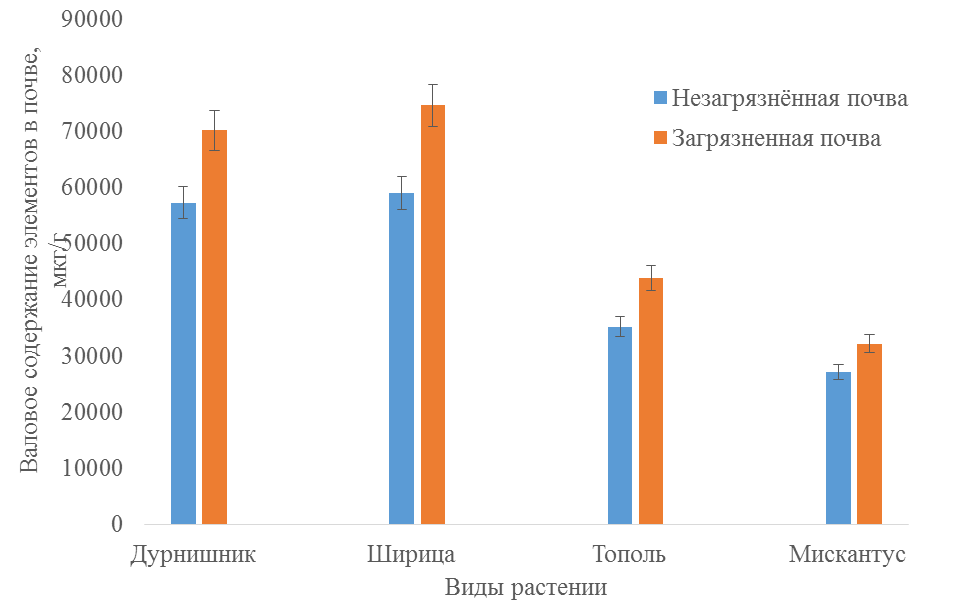 90000
80000
70000
60000
50000
40000
30000
20000
10000
0
Валовое содержание элементов в почве,
мкг/г
Незагрязнённая почва
Загрязненная почва
Дурнишник
Ширица
Тополь
Мискантус
Виды растении